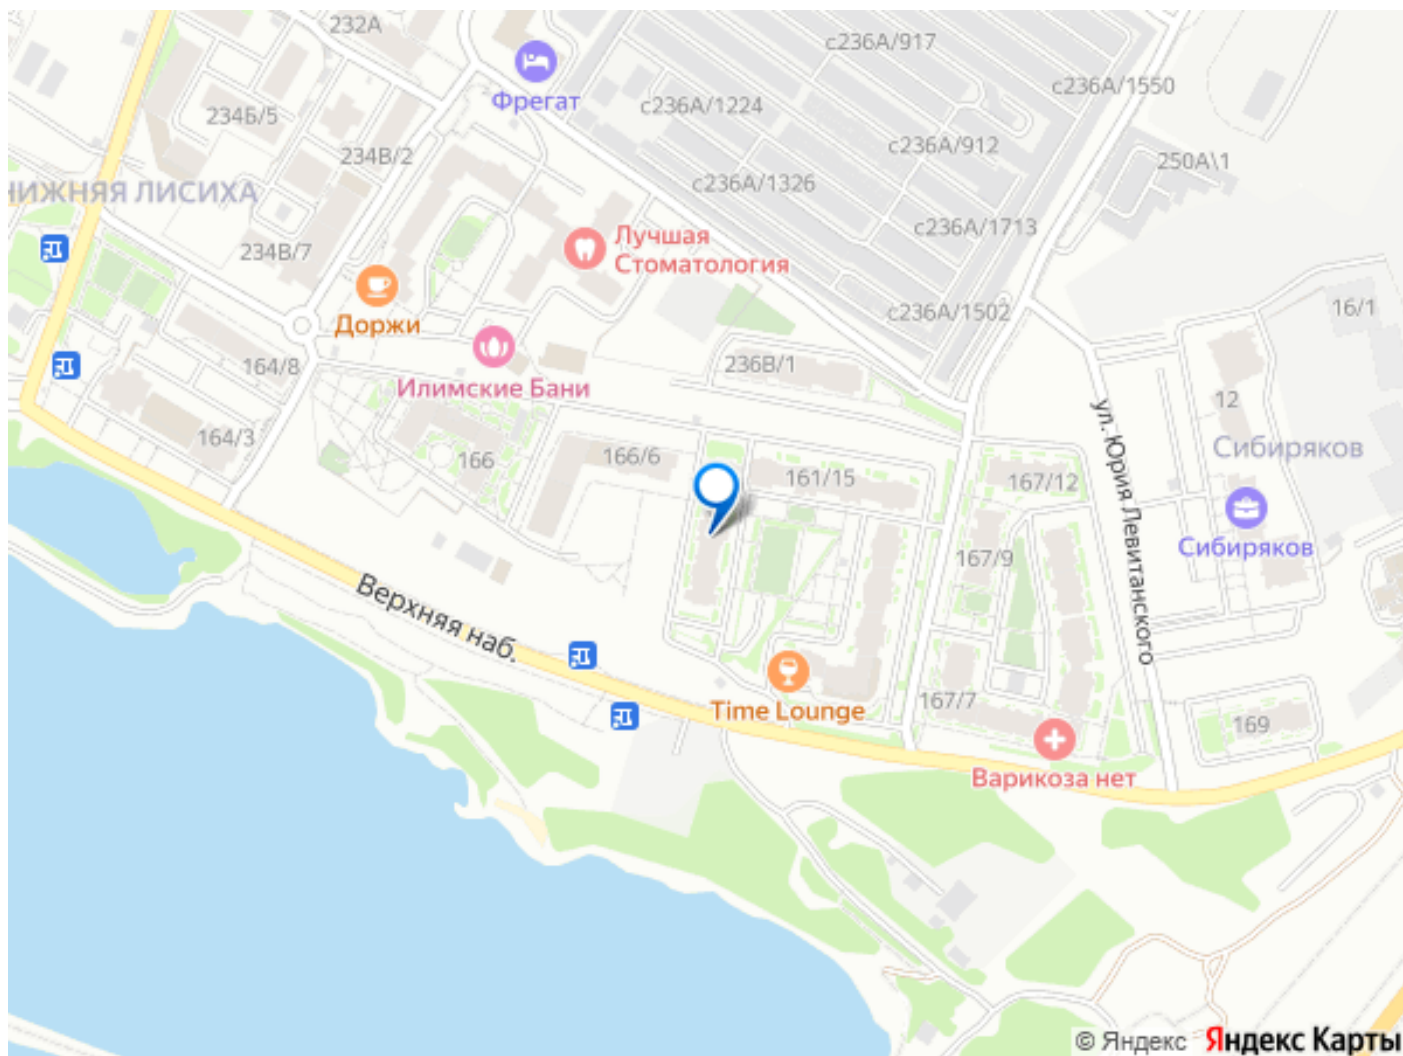 232А
с236А/917
Фрегат
с236А/1224
с236А/1550
234Б/5
234В/2
с236А/912
250А\1
НИЖНЯЯ ЛИСИХА
с236А/1326
с236А/1713
234В/7
Лучшая
Стоматология
Доржи
с236А/1502
16/1
164/8
Илимские Бани
236В/1
12
164/3
Сибиряков
166
166/6
161/15
167/12
ул. Юрия Левитанского
Сибиряков
167/9
Верхняя наб.
Time Lounge
167/7
169
Варикоза нет
© Яндекс Яндекс Карты